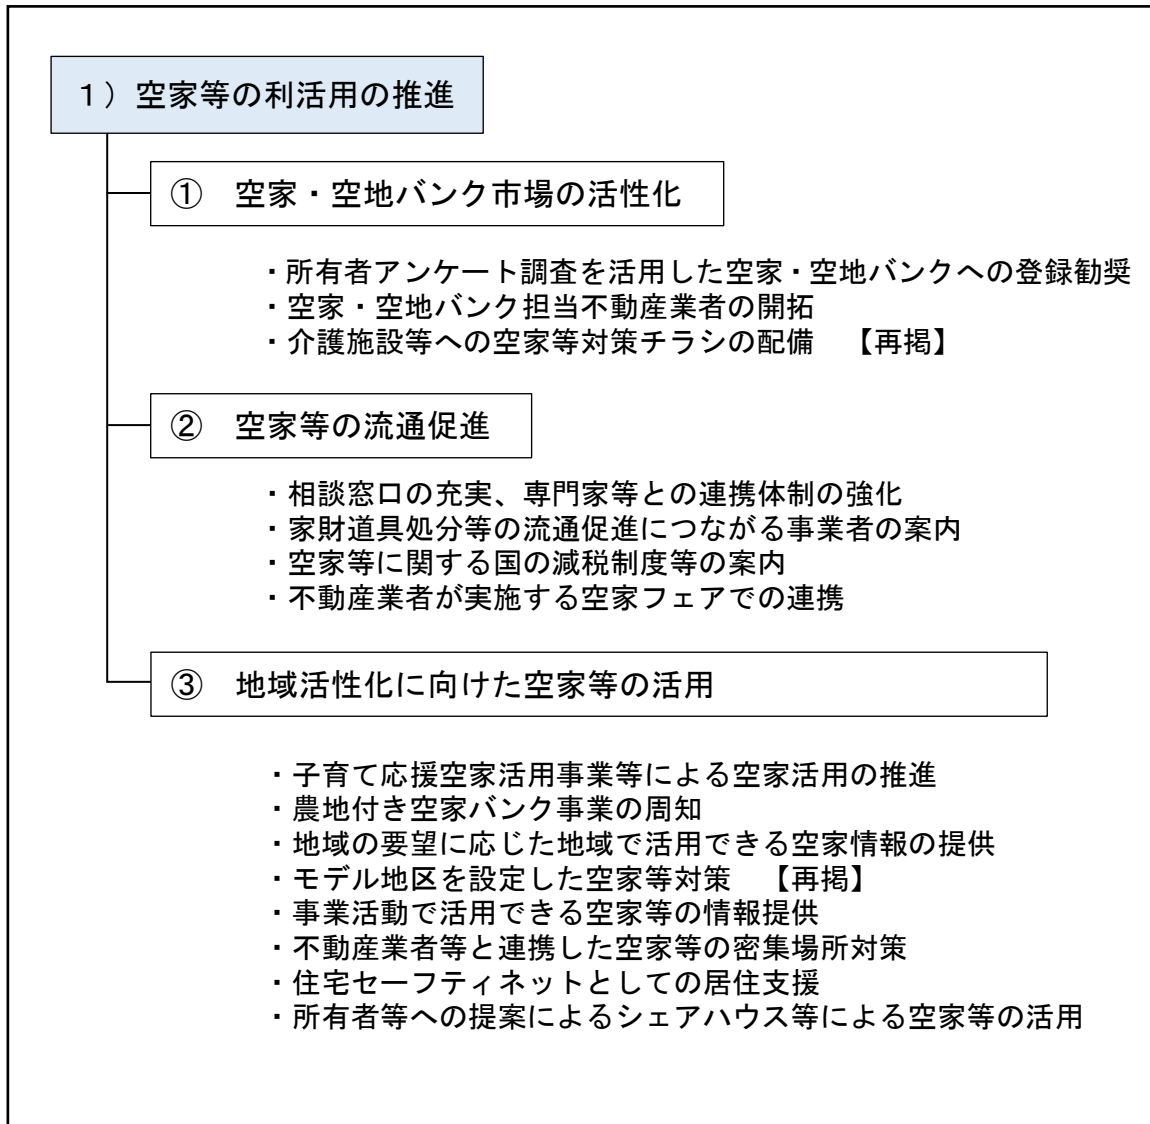 １）空家等の利活用の推進
①　空家・空地バンク市場の活性化
・所有者アンケート調査を活用した空家・空地バンクへの登録勧奨
・空家・空地バンク担当不動産業者の開拓
・介護施設等への空家等対策チラシの配備　【再掲】
②　空家等の流通促進
・相談窓口の充実、専門家等との連携体制の強化
・家財道具処分等の流通促進につながる事業者の案内
・空家等に関する国の減税制度等の案内
・不動産業者が実施する空家フェアでの連携
③　地域活性化に向けた空家等の活用
・子育て応援空家活用事業等による空家活用の推進
・農地付き空家バンク事業の周知
・地域の要望に応じた地域で活用できる空家情報の提供
・モデル地区を設定した空家等対策　【再掲】
・事業活動で活用できる空家等の情報提供
・不動産業者等と連携した空家等の密集場所対策
・住宅セーフティネットとしての居住支援
・所有者等への提案によるシェアハウス等による空家等の活用